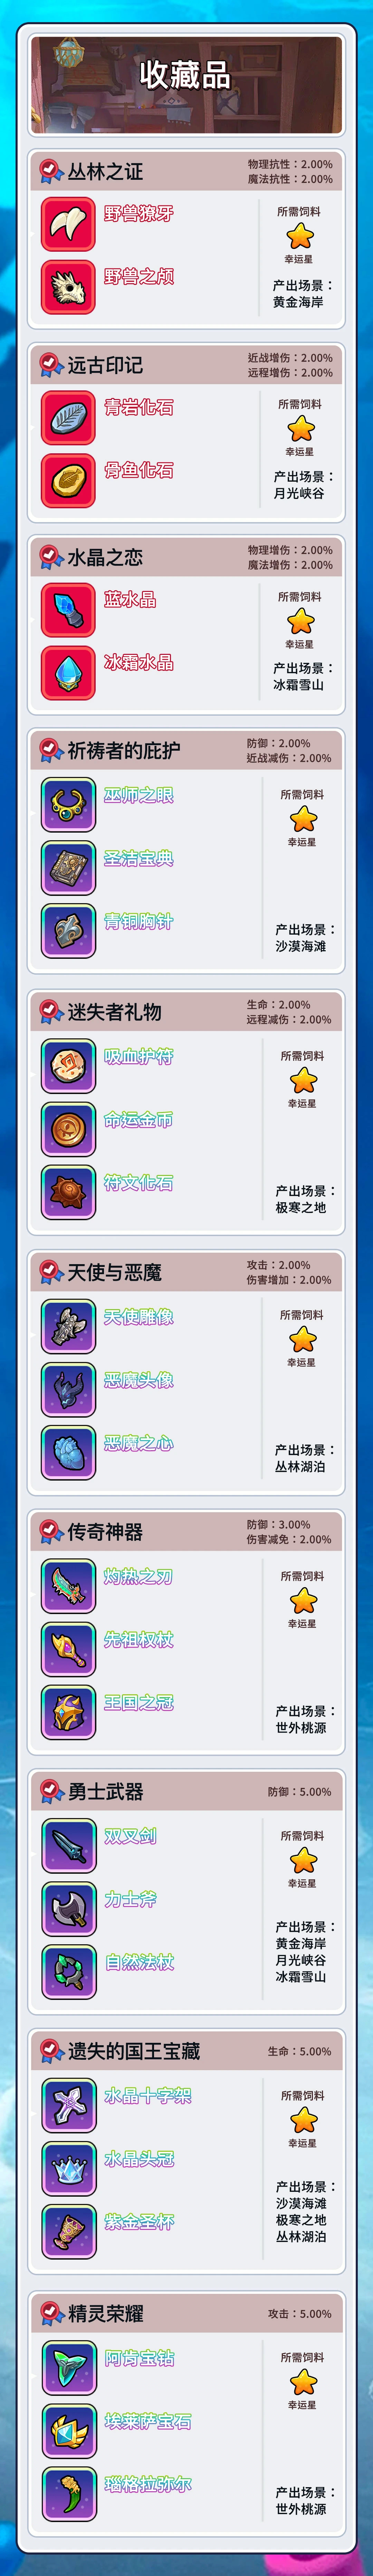 收藏品
丛林之证
物理抗性：2.00%
魔法抗性：2.00%
野兽獠牙
野兽之颅
所需饲料
幸运星
产出场景：
黄金海岸
远古印记
近战增伤：2.00%
远程增伤：2.00%
青岩化石
骨鱼化石
所需饲料
幸运星
产出场景：
月光峡谷
水晶之恋
物理增伤：2.00%
魔法增伤：2.00%
蓝水晶
冰霜水晶
所需饲料
幸运星
产出场景：
冰霜雪山
祈祷者的庇护
防御：2.00%
近战减伤：2.00%
巫师之眼
圣洁宝典
青铜胸针
所需饲料
幸运星
产出场景：
沙漠海滩
迷失者礼物
生命：2.00%
远程减伤：2.00%
吸血护符
命运金币
符文化石
所需饲料
幸运星
产出场景：
极寒之地
天使与恶魔
攻击：2.00%
伤害增加：2.00%
天使雕像
恶魔头像
恶魔之心
所需饲料
幸运星
产出场景：
丛林湖泊
传奇神器
防御：3.00%
伤害减免：2.00%
灼热之刃
先祖权杖
王国之冠
所需饲料
幸运星
产出场景：
世外桃源
勇士武器
防御：5.00%
双叉剑
力士斧
自然法杖
所需饲料
幸运星
产出场景：
黄金海岸
月光峡谷
冰霜雪山
遗失的国王宝藏
生命：5.00%
水晶十字架
水晶头冠
紫金圣杯
所需饲料
幸运星
产出场景：
沙漠海滩
极寒之地
丛林湖泊
精灵荣耀
攻击：5.00%
阿肯宝钻
埃莱萨宝石
瑙格拉弥尔
所需饲料
幸运星
产出场景：
世外桃源